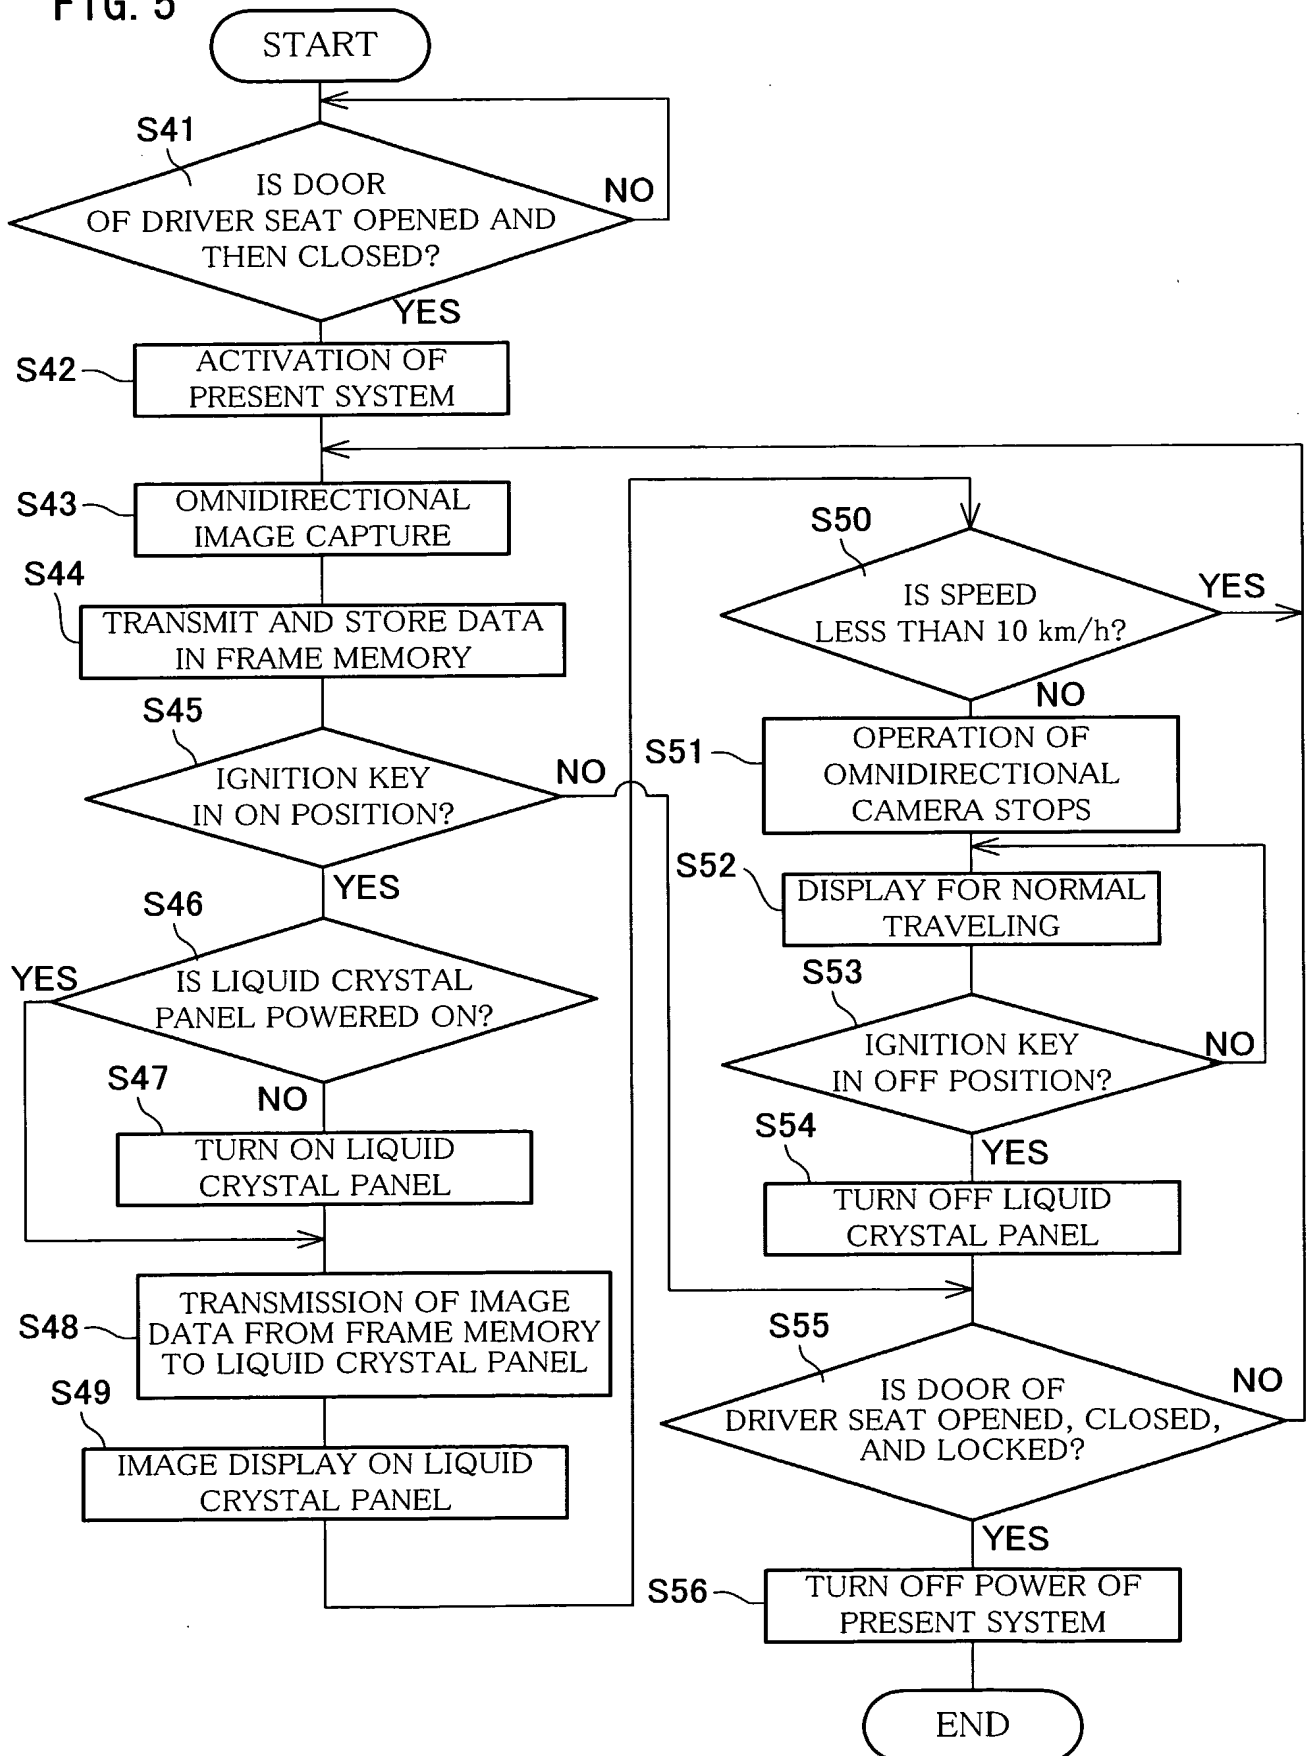 FIG. 5
START
S41
IS DOOR
OF DRIVER SEAT OPENED AND
THEN CLOSED?
NO
YES
S42
ACTIVATION OF
PRESENT SYSTEM
S43
OMNIDIRECTIONAL
IMAGE CAPTURE
S44
TRANSMIT AND STORE DATA
IN FRAME MEMORY
S45
IGNITION KEY
IN ON POSITION?
NO
YES
S46
YES
IS LIQUID CRYSTAL
PANEL POWERED ON?
NO
S47
TURN ON LIQUID
CRYSTAL PANEL
S48
TRANSMISSION OF IMAGE
DATA FROM FRAME MEMORY
TO LIQUID CRYSTAL PANEL
S49
IMAGE DISPLAY ON LIQUID
CRYSTAL PANEL
S50
IS SPEED
LESS THAN 10 km/h?
YES
NO
S51
OPERATION OF
OMNIDIRECTIONAL
CAMERA STOPS
S52
DISPLAY FOR NORMAL
TRAVELING
S53
IGNITION KEY
IN OFF POSITION?
NO
YES
S54
TURN OFF LIQUID
CRYSTAL PANEL
S55
IS DOOR OF
DRIVER SEAT OPENED, CLOSED,
AND LOCKED?
NO
YES
S56
TURN OFF POWER OF
PRESENT SYSTEM
END